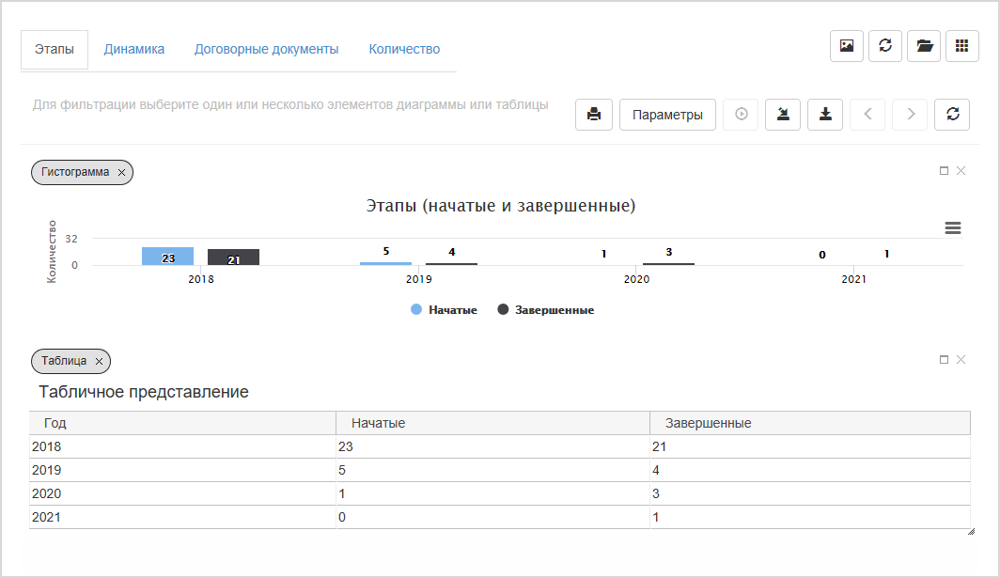 Этапы Динамика Договорные документы Количество
Для фильтрации выберите один или несколько элементов диаграммы или таблицы
Параметры
Гистограмма ×
Этапы (начатые и завершенные)
Количество
32
0
23 21 5 4 1 3 0 1
2018 2019 2020 2021
Начатые Завершенные
Таблица ×
Табличное представление
Год Начатые Завершенные
2018 23 21
2019 5 4
2020 1 3
2021 0 1